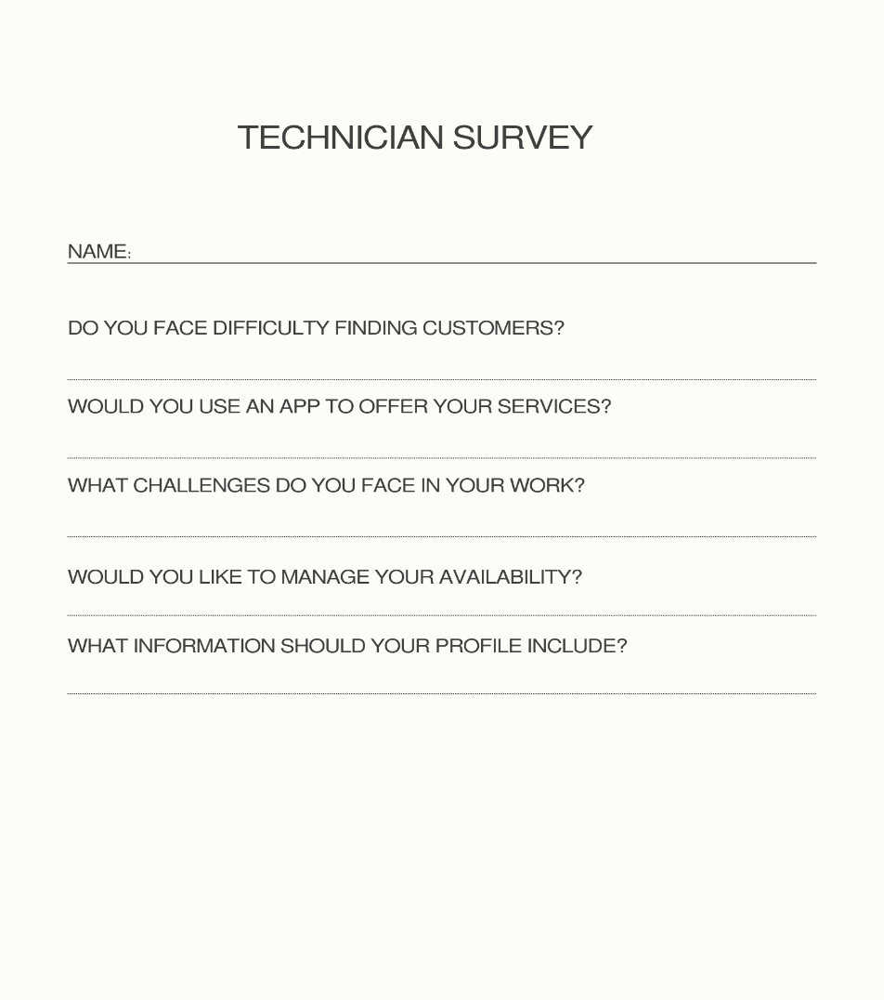 TECHNICIAN SURVEY
NAME:
DO YOU FACE DIFFICULTY FINDING CUSTOMERS?
WOULD YOU USE AN APP TO OFFER YOUR SERVICES?
WHAT CHALLENGES DO YOU FACE IN YOUR WORK?
WOULD YOU LIKE TO MANAGE YOUR AVAILABILITY?
WHAT INFORMATION SHOULD YOUR PROFILE INCLUDE?